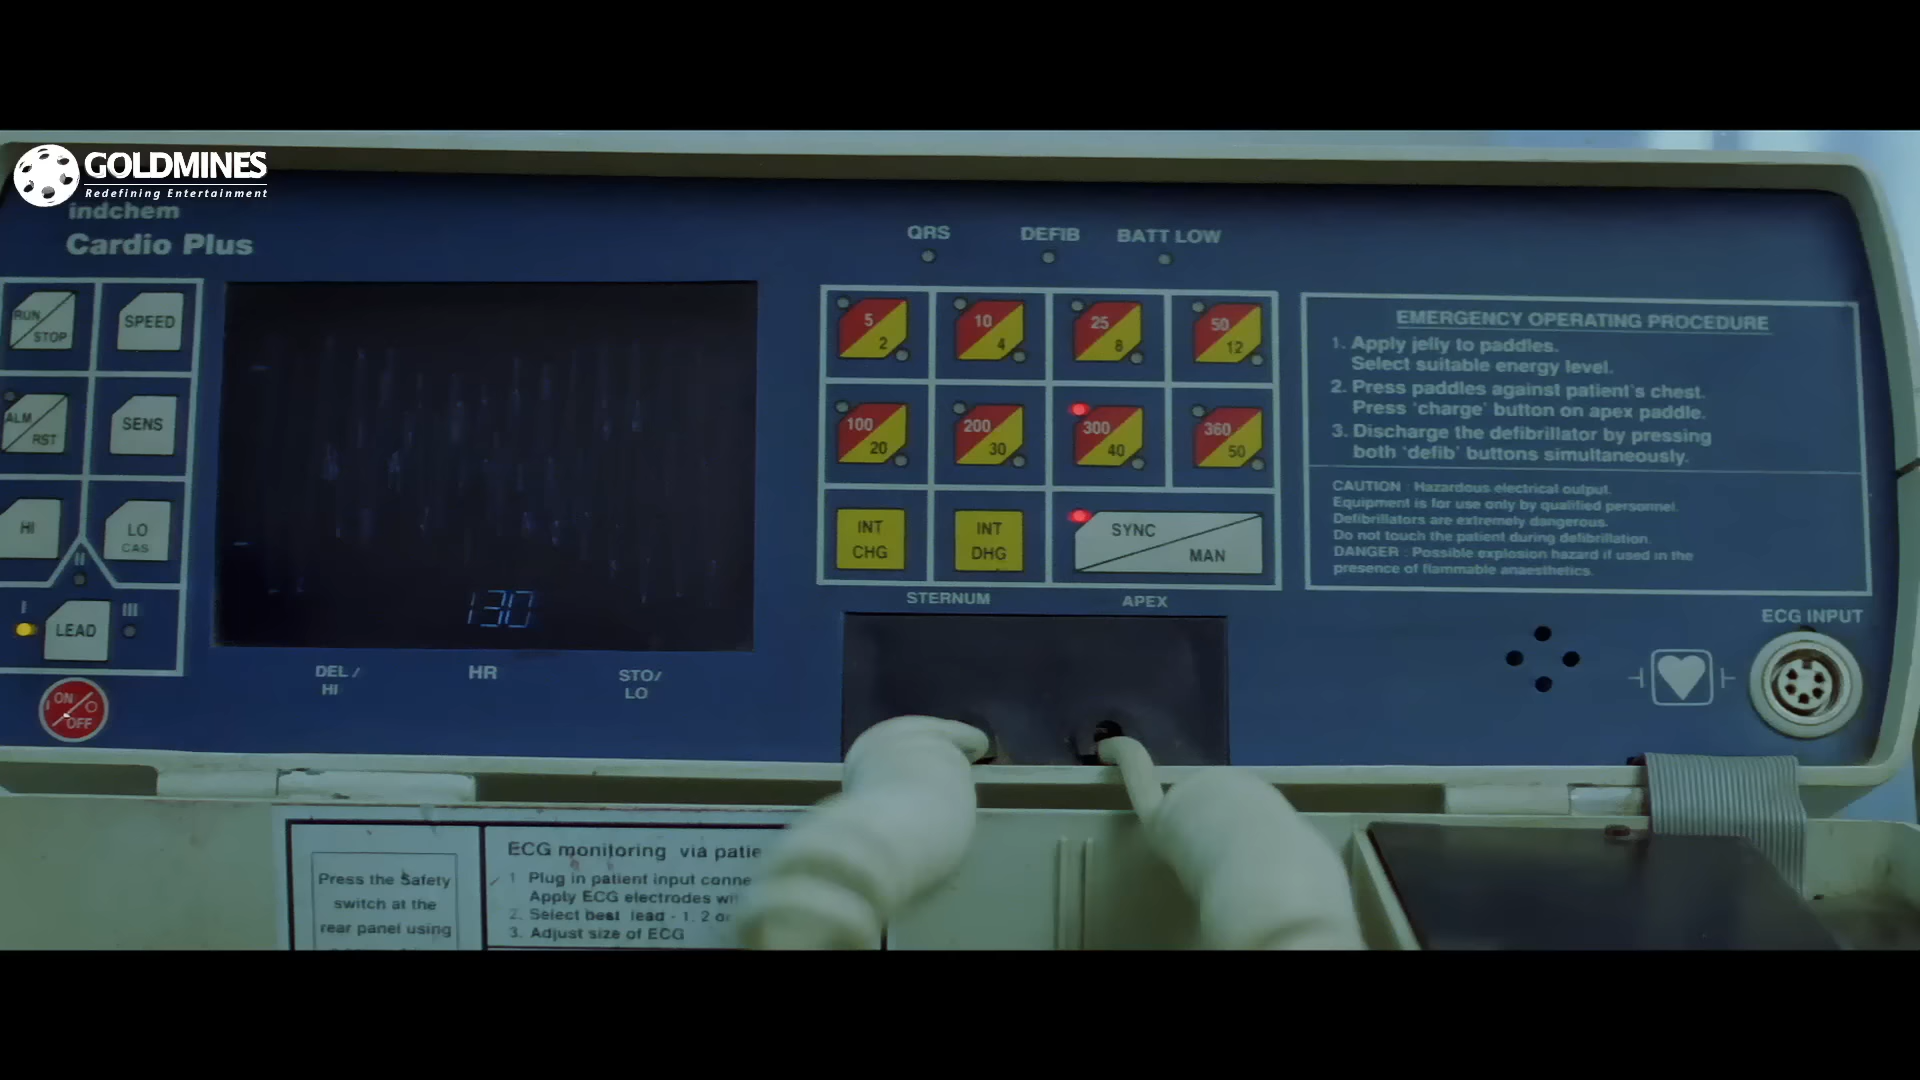 GOLDMINES
Redefining Entertainment
indchem
Cardio Plus
QRS
DEFIB
BATT LOW
RUN
STOP
SPEED
ALM
RST
SENS
HI
LO
CAS
II
I
LEAD
III
ON
OFF
130
DEL /
HI
HR
STO/
LO
5
2
10
4
25
8
50
12
100
20
200
30
300
40
360
50
INT
CHG
INT
DHG
SYNC
MAN
STERNUM
APEX
EMERGENCY OPERATING PROCEDURE
1. Apply jelly to paddles.
Select suitable energy level.
2. Press paddles against patient's chest.
Press 'charge' button on apex paddle.
3. Discharge the defibrillator by pressing
both 'defib' buttons simultaneously.
CAUTION : Hazardous electrical output.
Equipment is for use only by qualified personnel.
Defibrillators are extremely dangerous.
Do not touch the patient during defibrillation.
DANGER : Possible explosion hazard if used in the
presence of flammable anaesthetics.
ECG INPUT
Press the Safety
switch at the
rear panel using
ECG monitoring via
1 Plug in patient input
Apply ECG electrodes
2. Select best lead - 1, 2
3. Adjust size of ECG